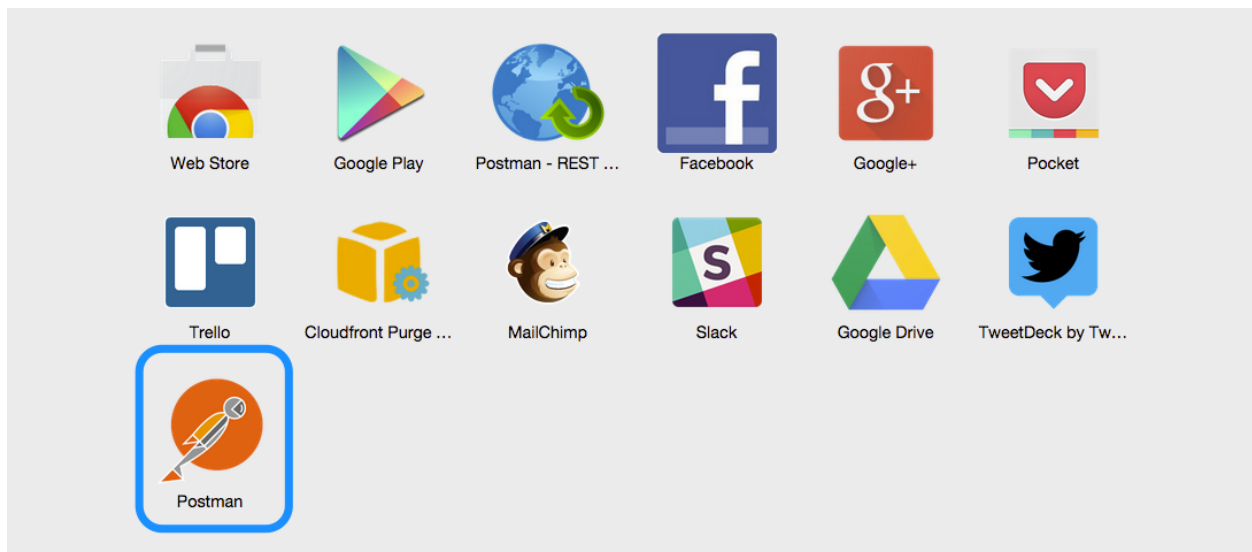 Web Store
Google Play
Postman - REST ...
f
Facebook
g+
Google+
Pocket
Trello
Cloudfront Purge ...
MailChimp
S
Slack
Google Drive
TweetDeck by Tw...
Postman